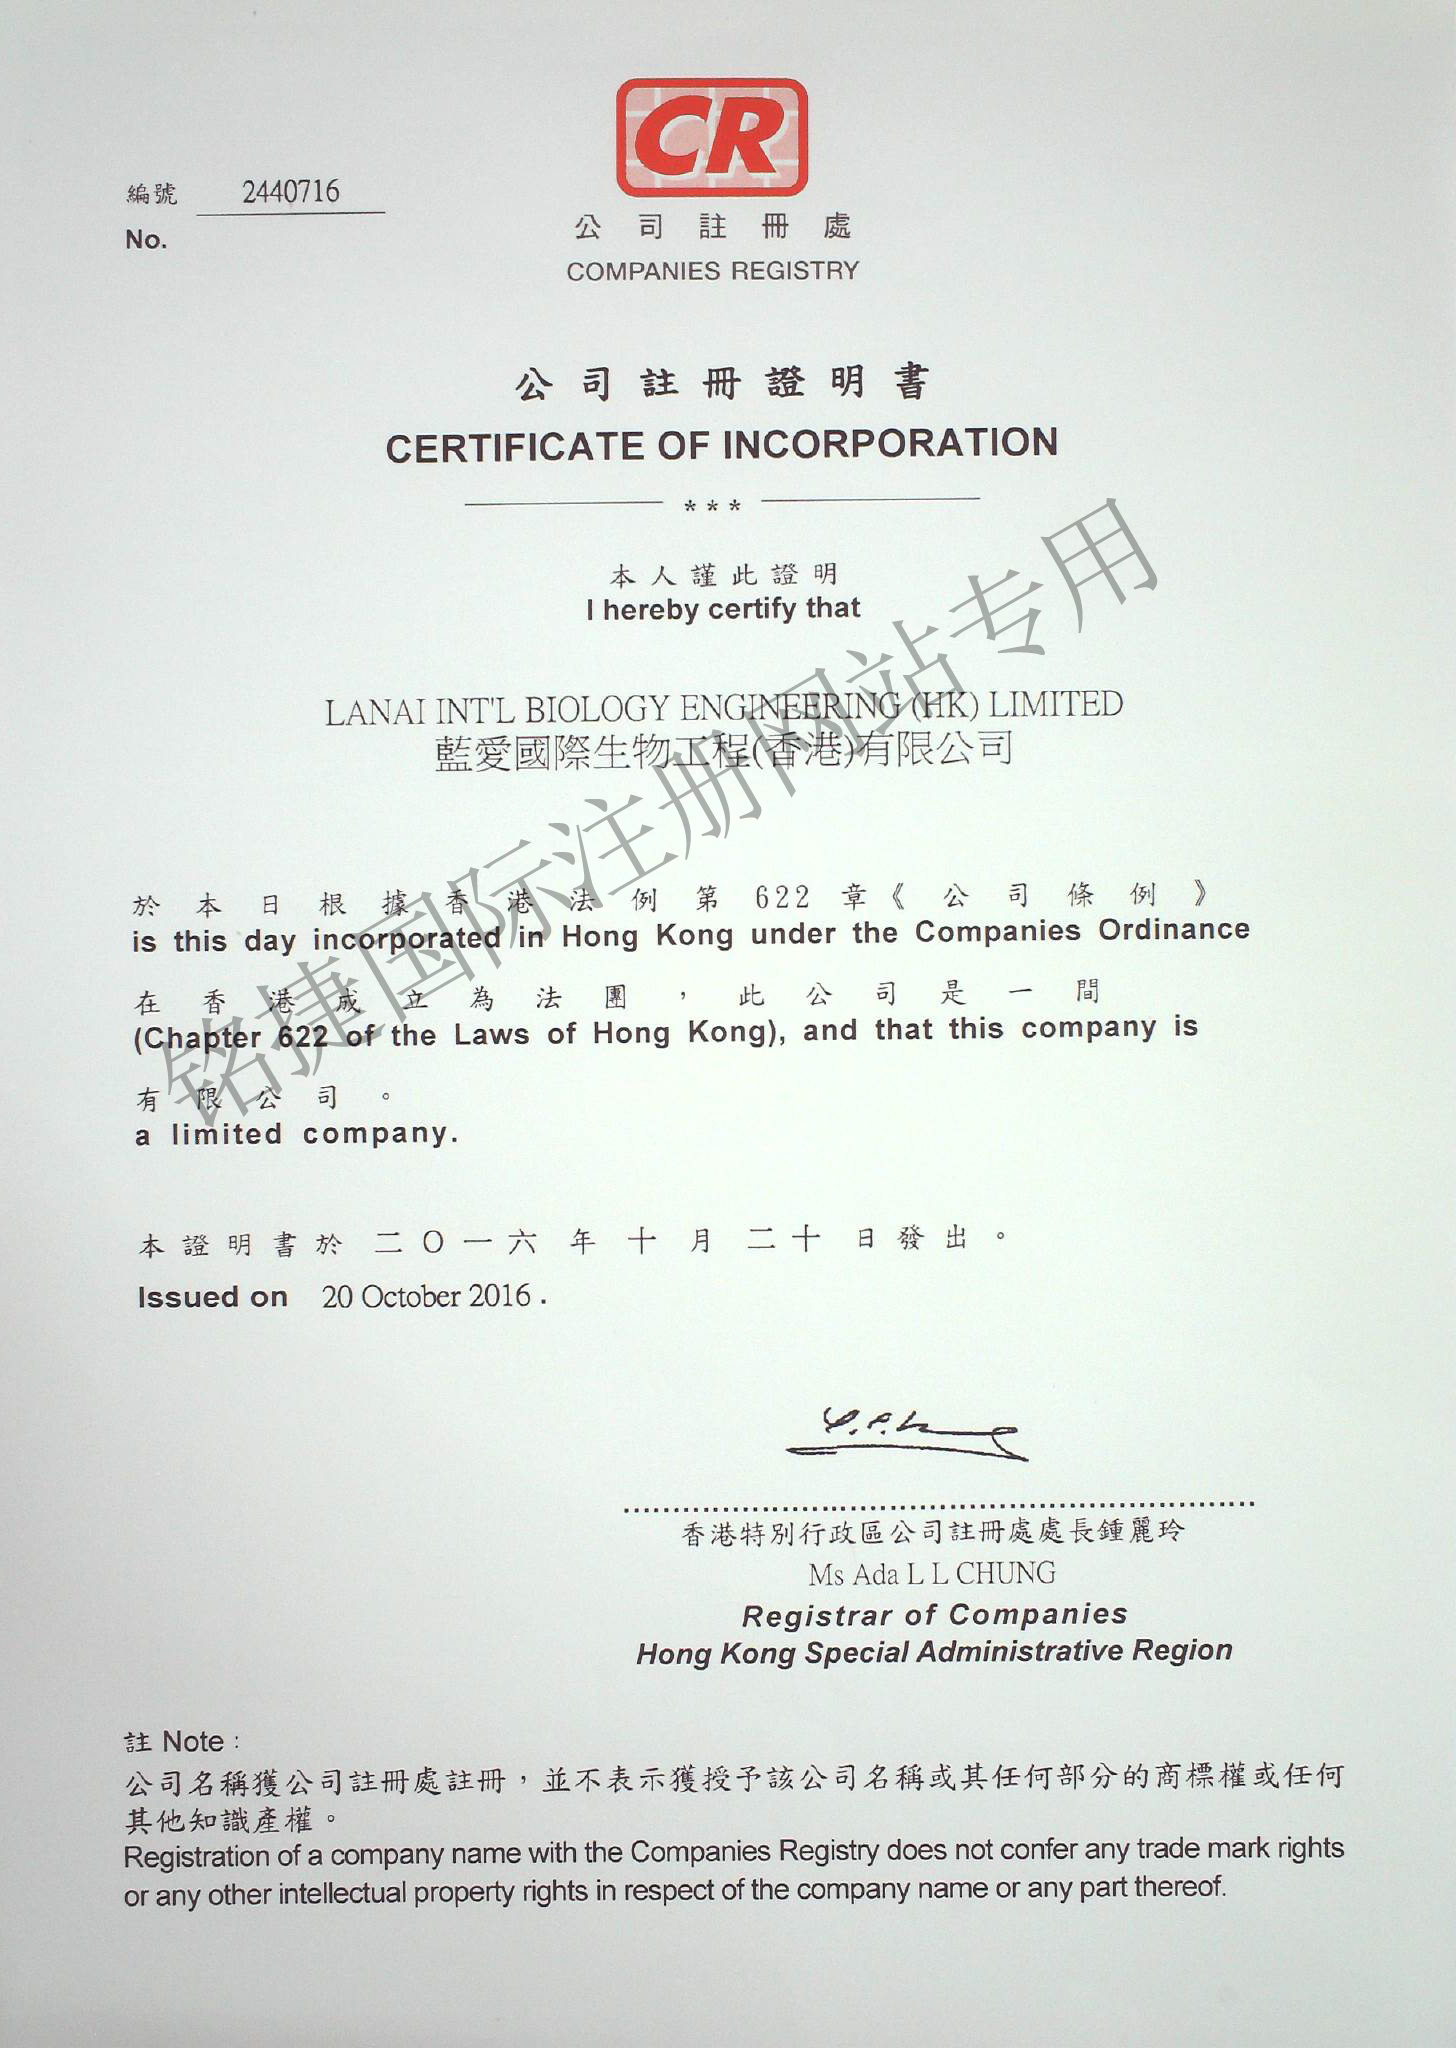 CR
編號 2440716
No.
公司註冊處
COMPANIES REGISTRY
公司註冊證明書
CERTIFICATE OF INCORPORATION
***
本人謹此證明
I hereby certify that
LANAI INT'L BIOLOGY ENGINEERING (HK) LIMITED
藍愛國際生物工程(香港)有限公司
於本日根據香港法例第622章《公司條例》
is this day incorporated in Hong Kong under the Companies Ordinance
在香港成立為法團，此公司是一間
(Chapter 622 of the Laws of Hong Kong), and that this company is
有限公司。
a limited company.
本證明書於二〇一六年十月二十日發出。
Issued on 20 October 2016.
香港特別行政區公司註冊處處長鍾麗玲
Ms Ada L L CHUNG
Registrar of Companies
Hong Kong Special Administrative Region
註 Note :
公司名稱獲公司註冊處註冊，並不表示獲授予該公司名稱或其任何部分的商標權或任何
其他知識產權。
Registration of a company name with the Companies Registry does not confer any trade mark rights
or any other intellectual property rights in respect of the company name or any part thereof.
铭捷国际注册网站专用